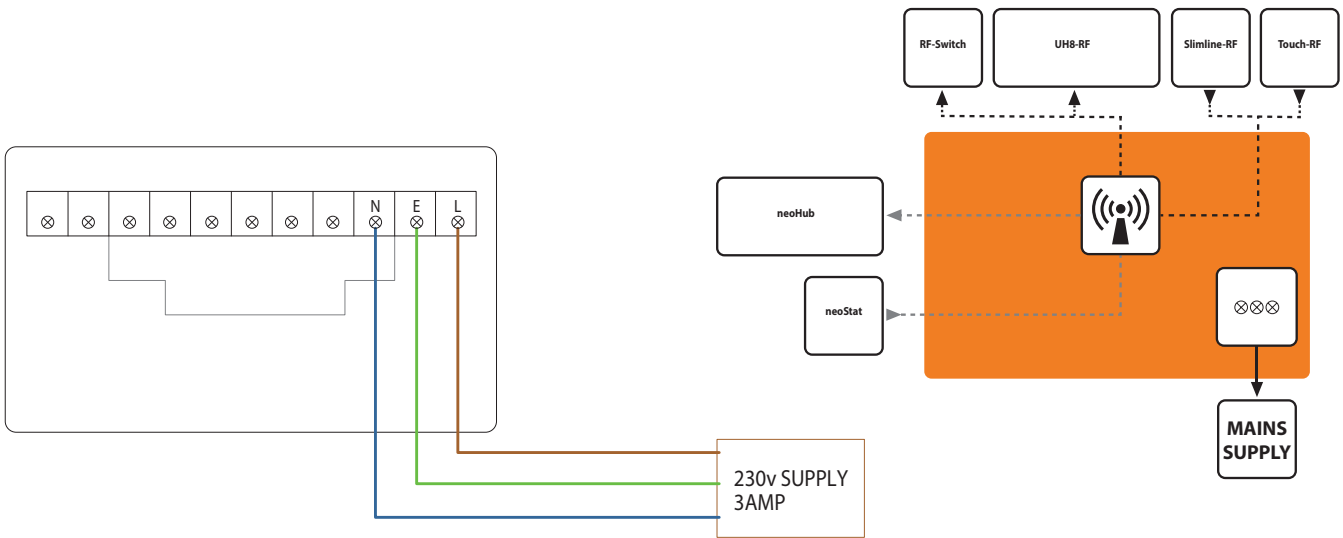 RF-Switch
UH8-RF
Slimline-RF
Touch-RF
N
E
L
neoHub
neoStat
MAINS
SUPPLY
230v SUPPLY
3AMP